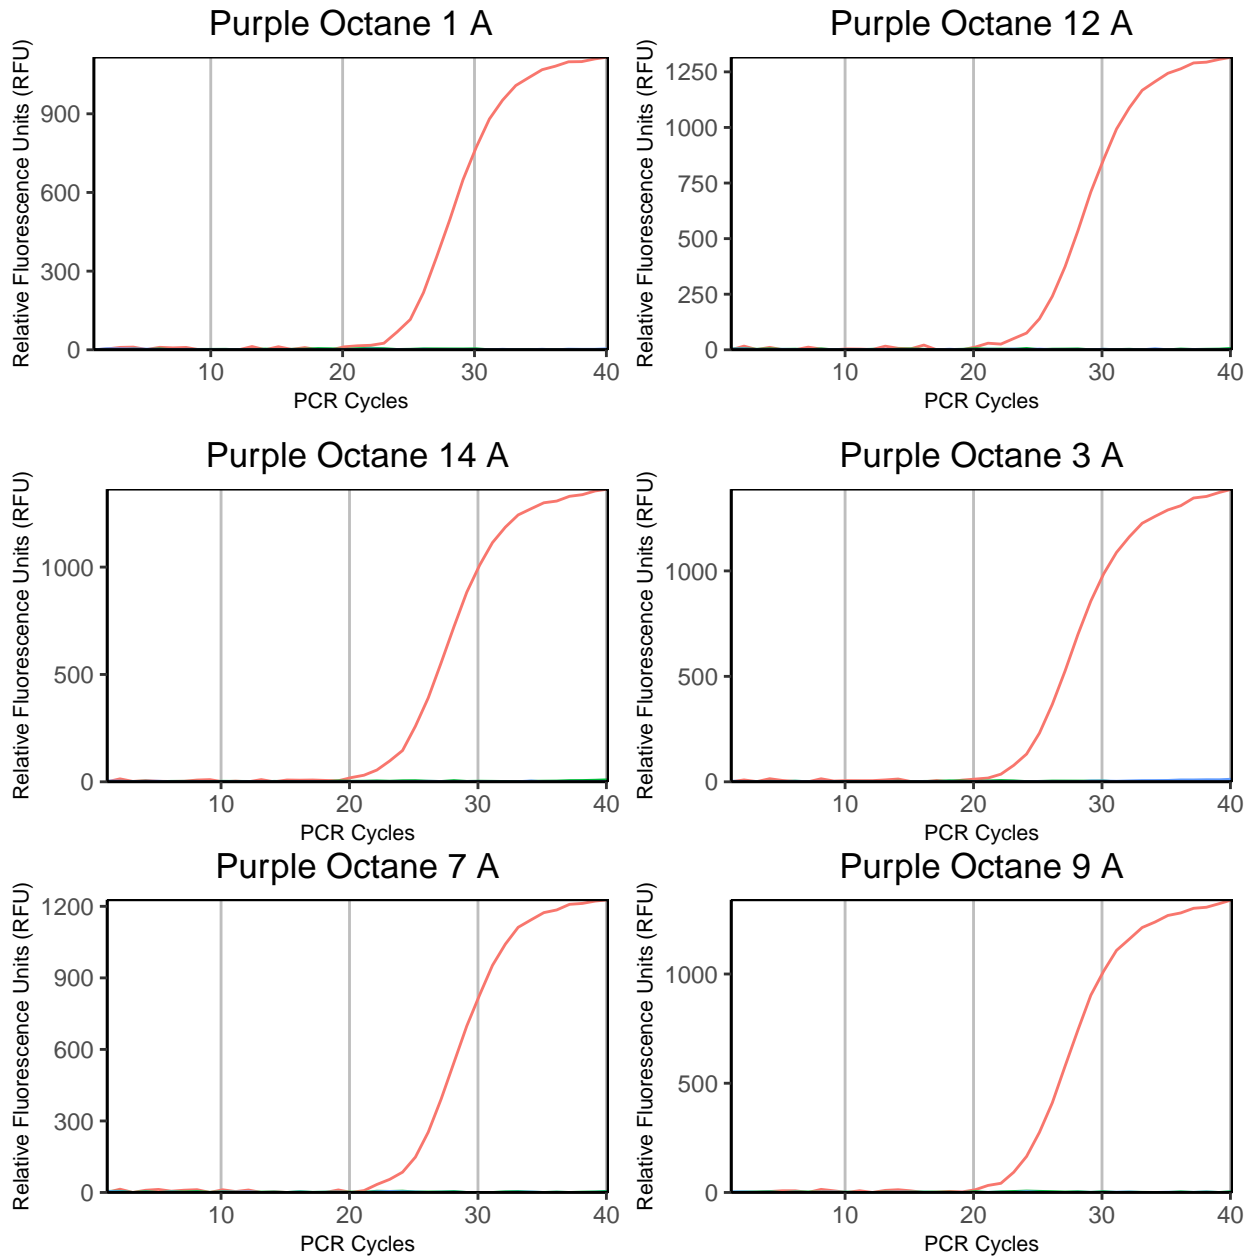 Purple Octane 1 A
Relative Fluorescence Units (RFU)
900
600
300
0
10 20 30 40
PCR Cycles
Purple Octane 12 A
Relative Fluorescence Units (RFU)
1250
1000
750
500
250
0
10 20 30 40
PCR Cycles
Purple Octane 14 A
Relative Fluorescence Units (RFU)
1000
500
0
10 20 30 40
PCR Cycles
Purple Octane 3 A
Relative Fluorescence Units (RFU)
1000
500
0
10 20 30 40
PCR Cycles
Purple Octane 7 A
Relative Fluorescence Units (RFU)
1200
900
600
300
0
10 20 30 40
PCR Cycles
Purple Octane 9 A
Relative Fluorescence Units (RFU)
1000
500
0
10 20 30 40
PCR Cycles